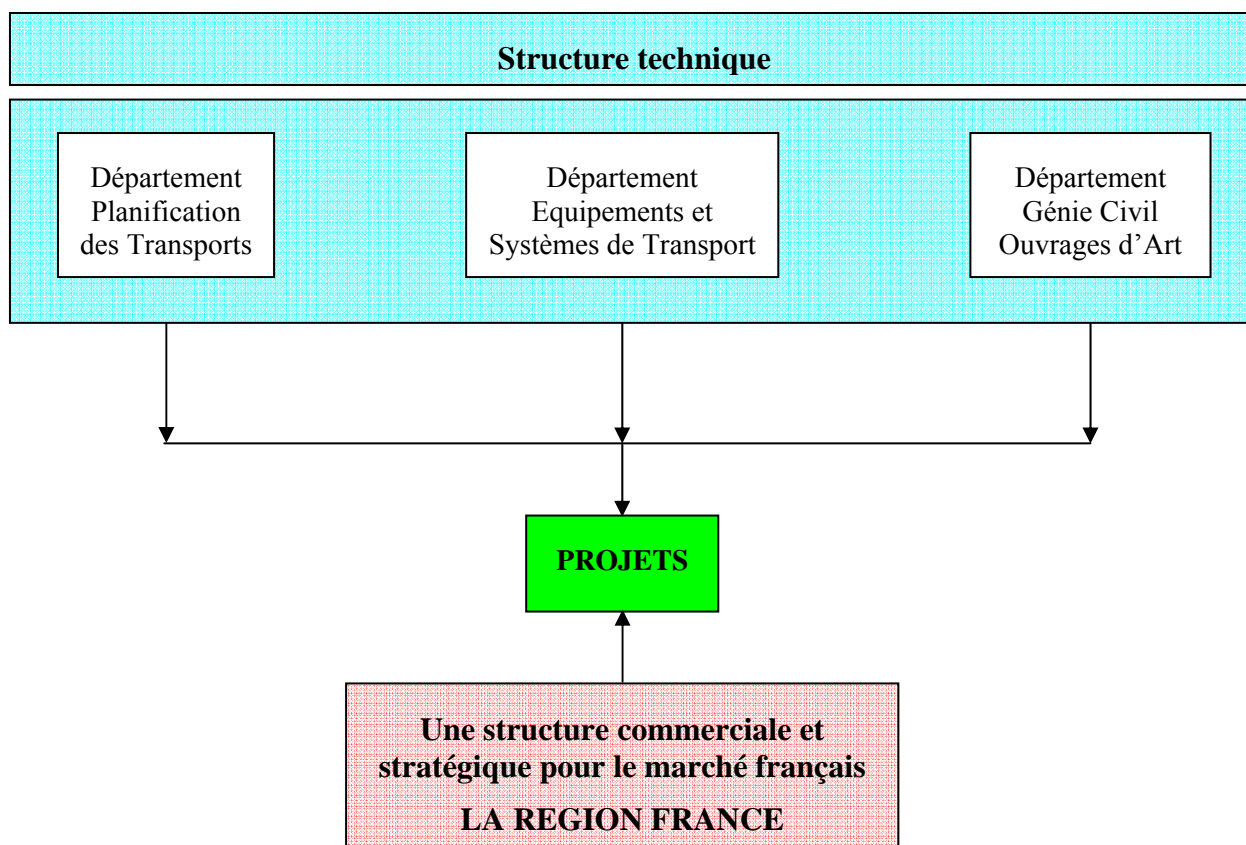 Structure technique
Département
Planification
des Transports
Département
Equipements et
Systèmes de Transport
Département
Génie Civil
Ouvrages d’Art
PROJETS
Une structure commerciale et
stratégique pour le marché français
LA REGION FRANCE